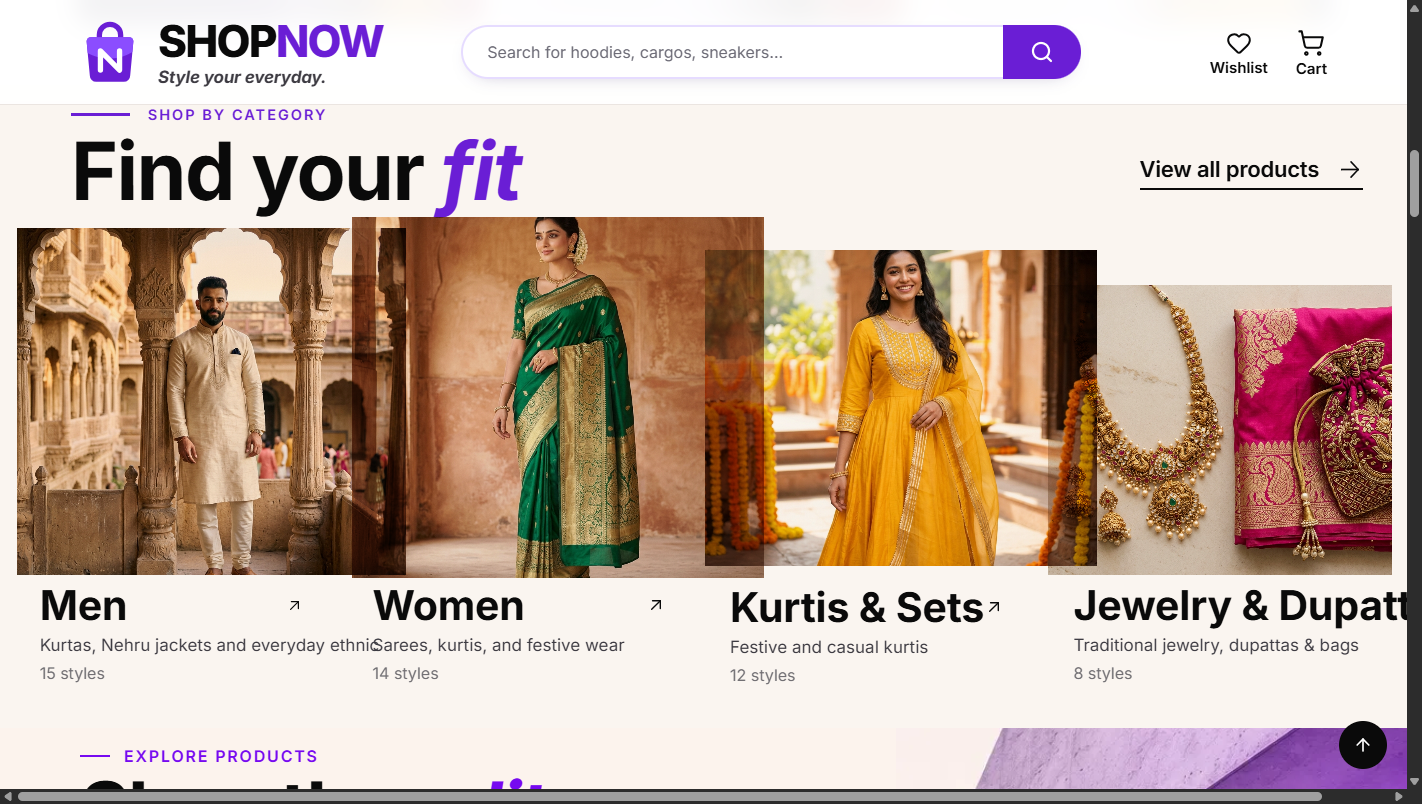 SHOPNOW
Style your everyday.
Search for hoodies, cargos, sneakers...
Wishlist
Cart
SHOP BY CATEGORY
Find your fit
View all products
Men
Kurtas, Nehru jackets and everyday ethnic
15 styles
Women
Sarees, kurtis, and festive wear
14 styles
Kurtis & Sets
Festive and casual kurtis
12 styles
Jewelry & Dupatt
Traditional jewelry, dupattas & bags
8 styles
EXPLORE PRODUCTS